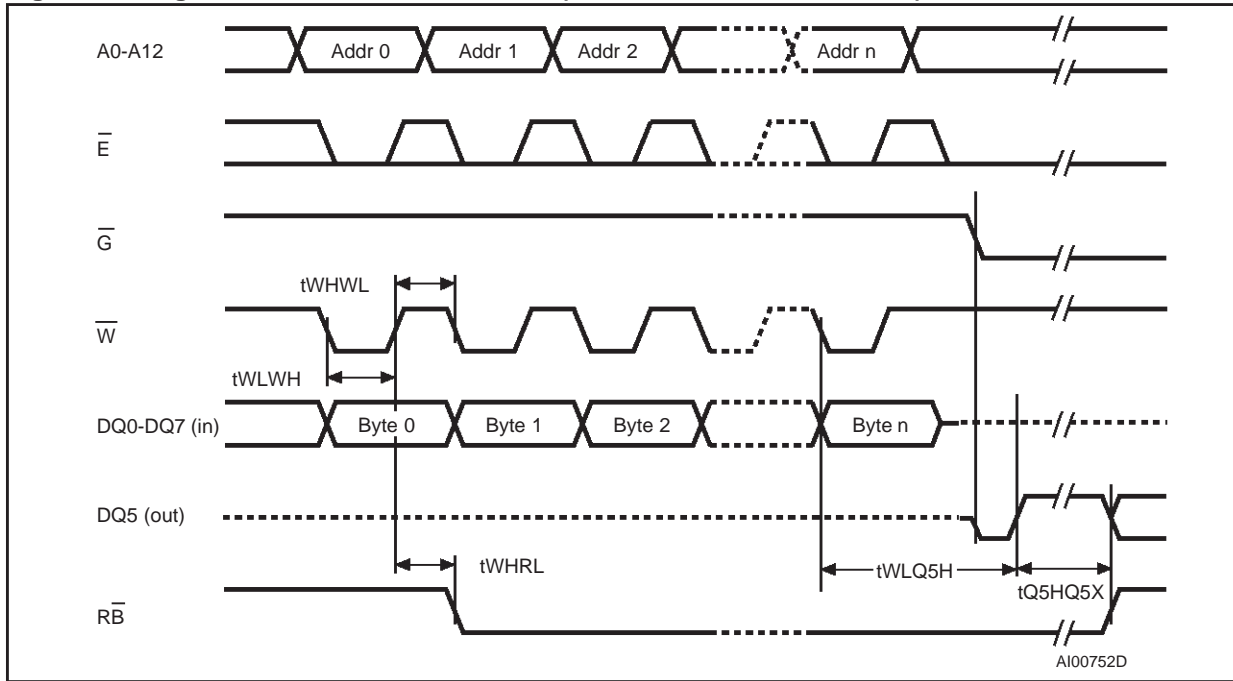 A0-A12
Addr 0 Addr 1 Addr 2 Addr n
E̅
G̅
tWHWL
W̅
tWLWH
DQ0-DQ7 (in)
Byte 0 Byte 1 Byte 2 Byte n
DQ5 (out)
tWHRL
tWLQ5H
tQ5HQ5X
RB̅
AI00752D